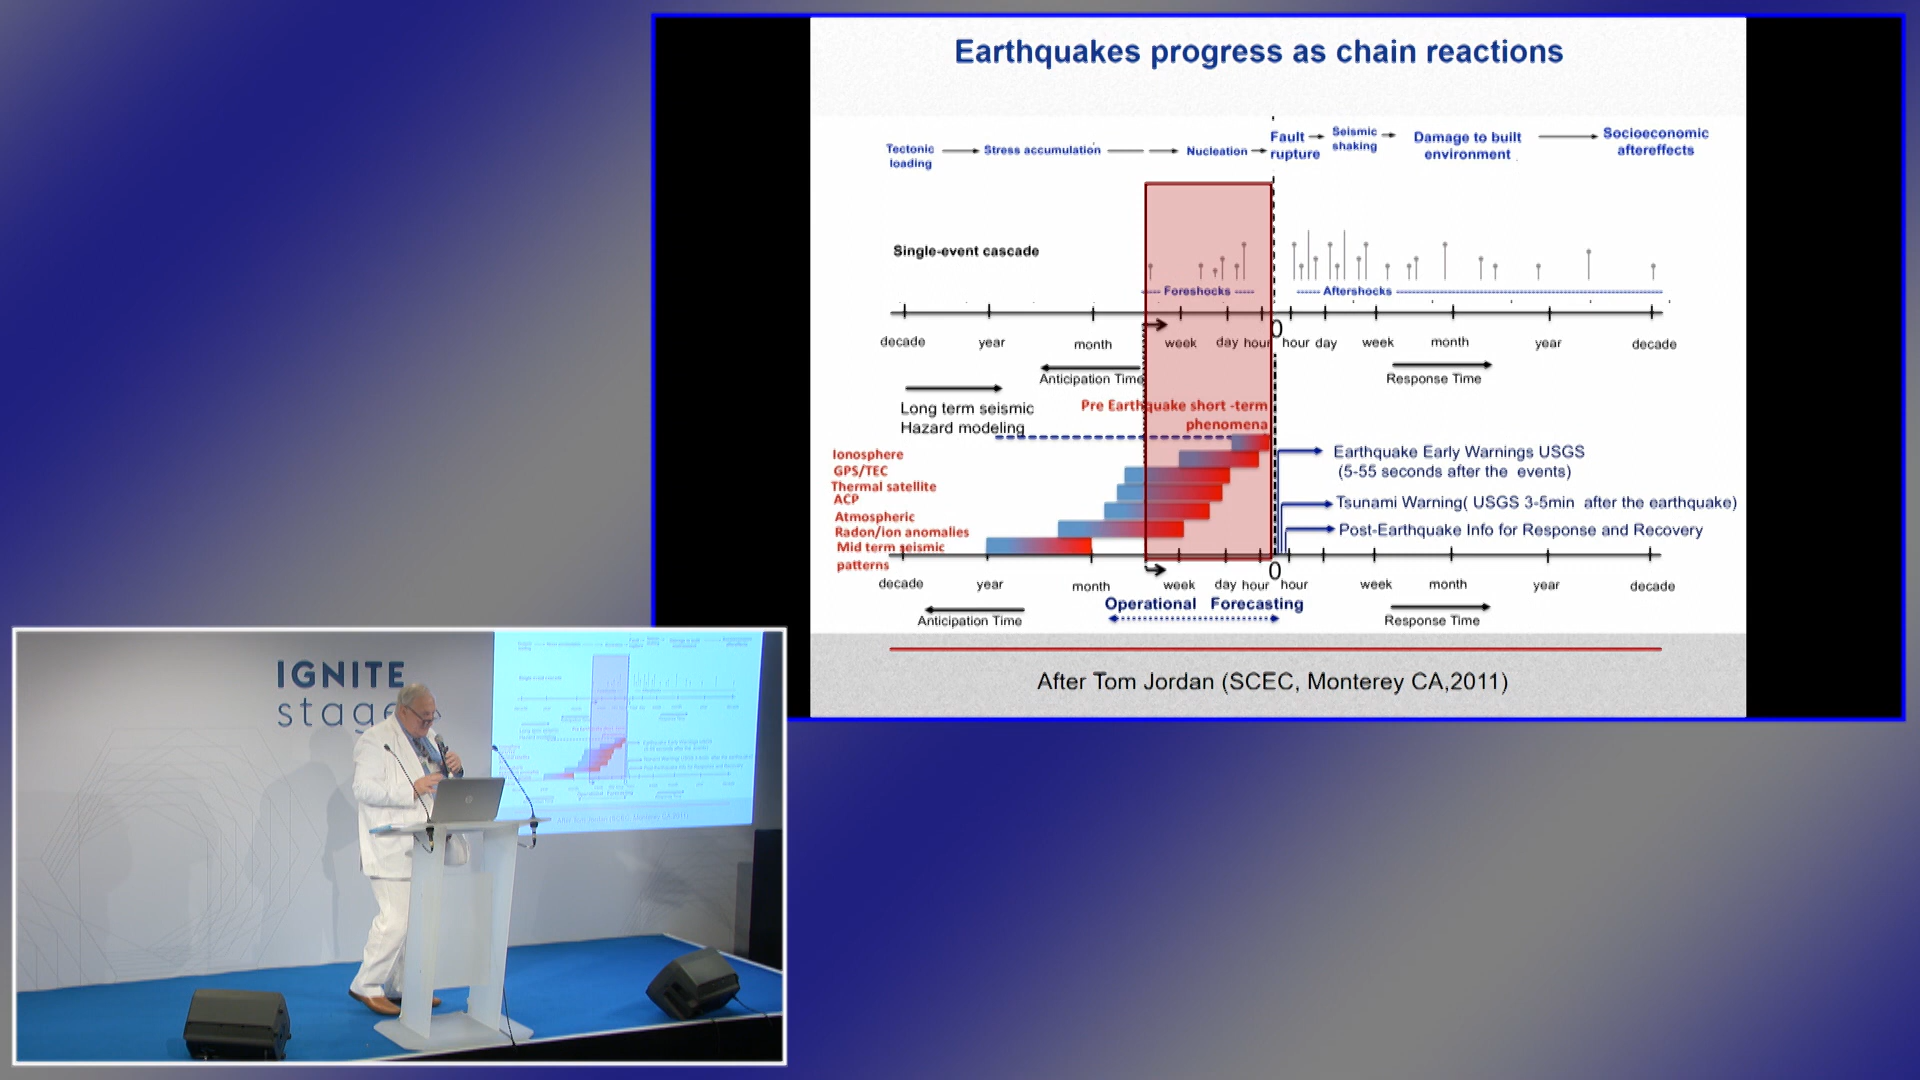 Earthquakes progress as chain reactions
Tectonic
loading
Stress accumulation
Nucleation
Fault
rupture
Seismic
shaking
Damage to built
environment
Socioeconomic
aftereffects
Single-event cascade
Foreshocks
Aftershocks
0
decade year month week day hour hour day week month year decade
Anticipation Time
Response Time
Long term seismic
Hazard modeling
Pre Earthquake short -term
phenomena
Ionosphere
GPS/TEC
Thermal satellite
ACP
Atmospheric
Radon/ion anomalies
Mid term seismic
patterns
Earthquake Early Warnings USGS
(5-55 seconds after the events)
Tsunami Warning( USGS 3-5min after the earthquake)
Post-Earthquake Info for Response and Recovery
0
decade year month week day hour hour week month year decade
Operational Forecasting
Anticipation Time
Response Time
After Tom Jordan (SCEC, Monterey CA,2011)
IGNITE
stage